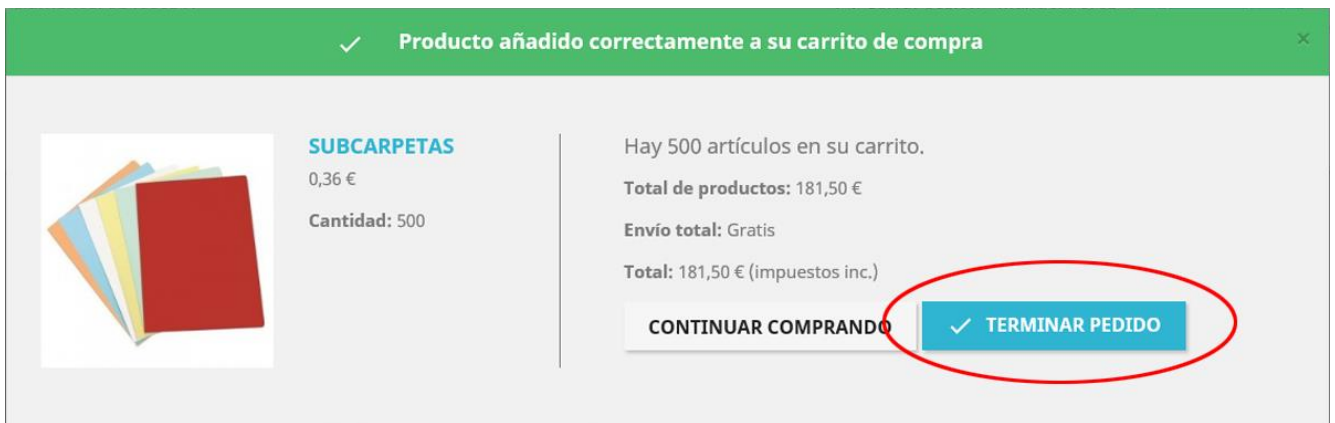 Producto añadido correctamente a su carrito de compra
SUBCARPETAS
0,36 €
Cantidad: 500
Hay 500 artículos en su carrito.
Total de productos: 181,50 €
Envío total: Gratis
Total: 181,50 € (impuestos inc.)
CONTINUAR COMPRANDO
TERMINAR PEDIDO